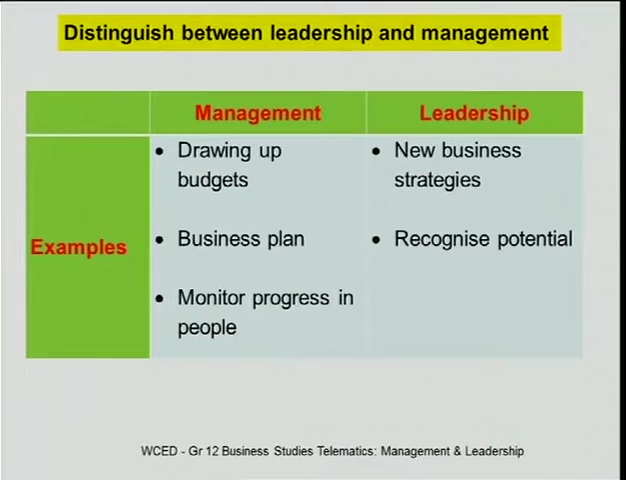 Distinguish between leadership and management
Management
Leadership
Examples
• Drawing up
budgets
• Business plan
• Monitor progress in
people
• New business
strategies
• Recognise potential
WCED - Gr 12 Business Studies Telematics: Management & Leadership